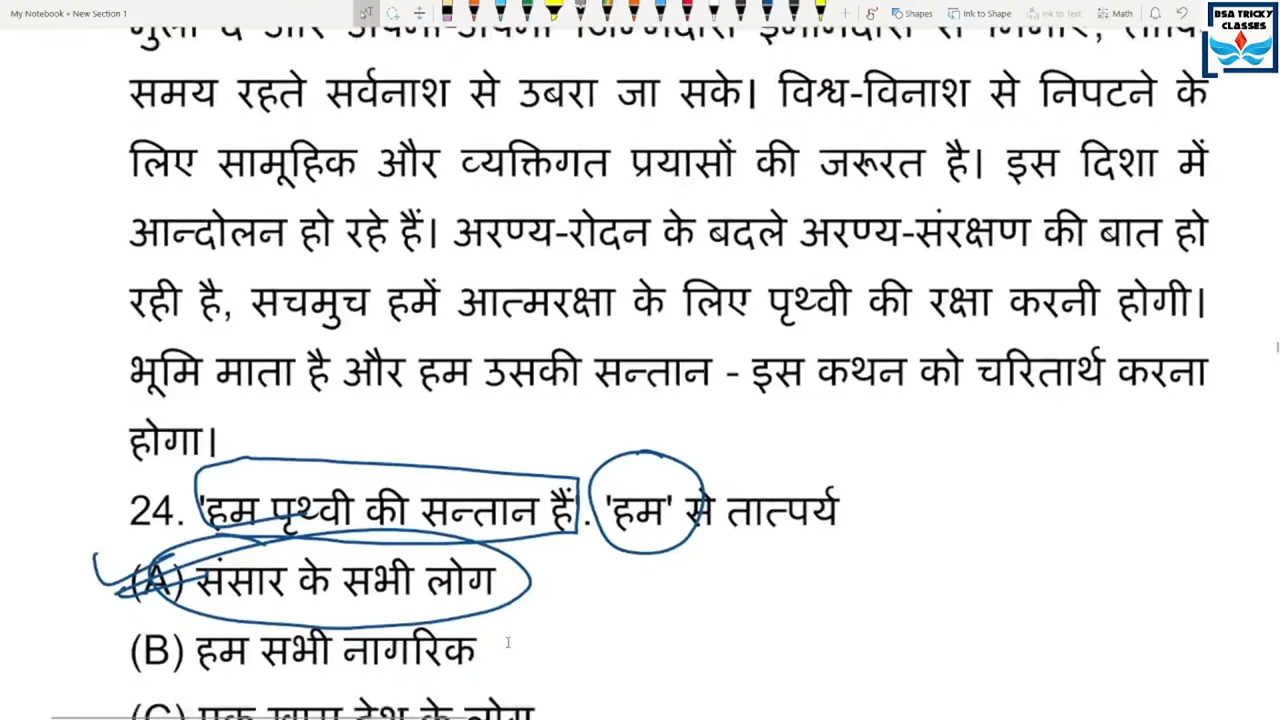 My Notebook » New Section 1
Shapes Ink to Shape Ink to Text Math
BSA TRICKY
CLASSES
समय रहते सर्वनाश से उबरा जा सके। विश्व-विनाश से निपटने के
लिए सामूहिक और व्यक्तिगत प्रयासों की जरूरत है। इस दिशा में
आन्दोलन हो रहे हैं। अरण्य-रोदन के बदले अरण्य-संरक्षण की बात हो
रही है, सचमुच हमें आत्मरक्षा के लिए पृथ्वी की रक्षा करनी होगी।
भूमि माता है और हम उसकी सन्तान - इस कथन को चरितार्थ करना
होगा।
24. 'हम पृथ्वी की सन्तान हैं'. 'हम' से तात्पर्य
(A) संसार के सभी लोग
(B) हम सभी नागरिक
(C) एक खास देश के लोग